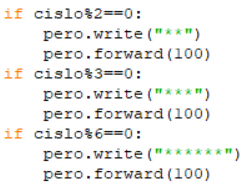 if cislo%2==0:
    pero.write("**")
    pero.forward(100)
if cislo%3==0:
    pero.write("***")
    pero.forward(100)
if cislo%6==0:
    pero.write("******")
    pero.forward(100)